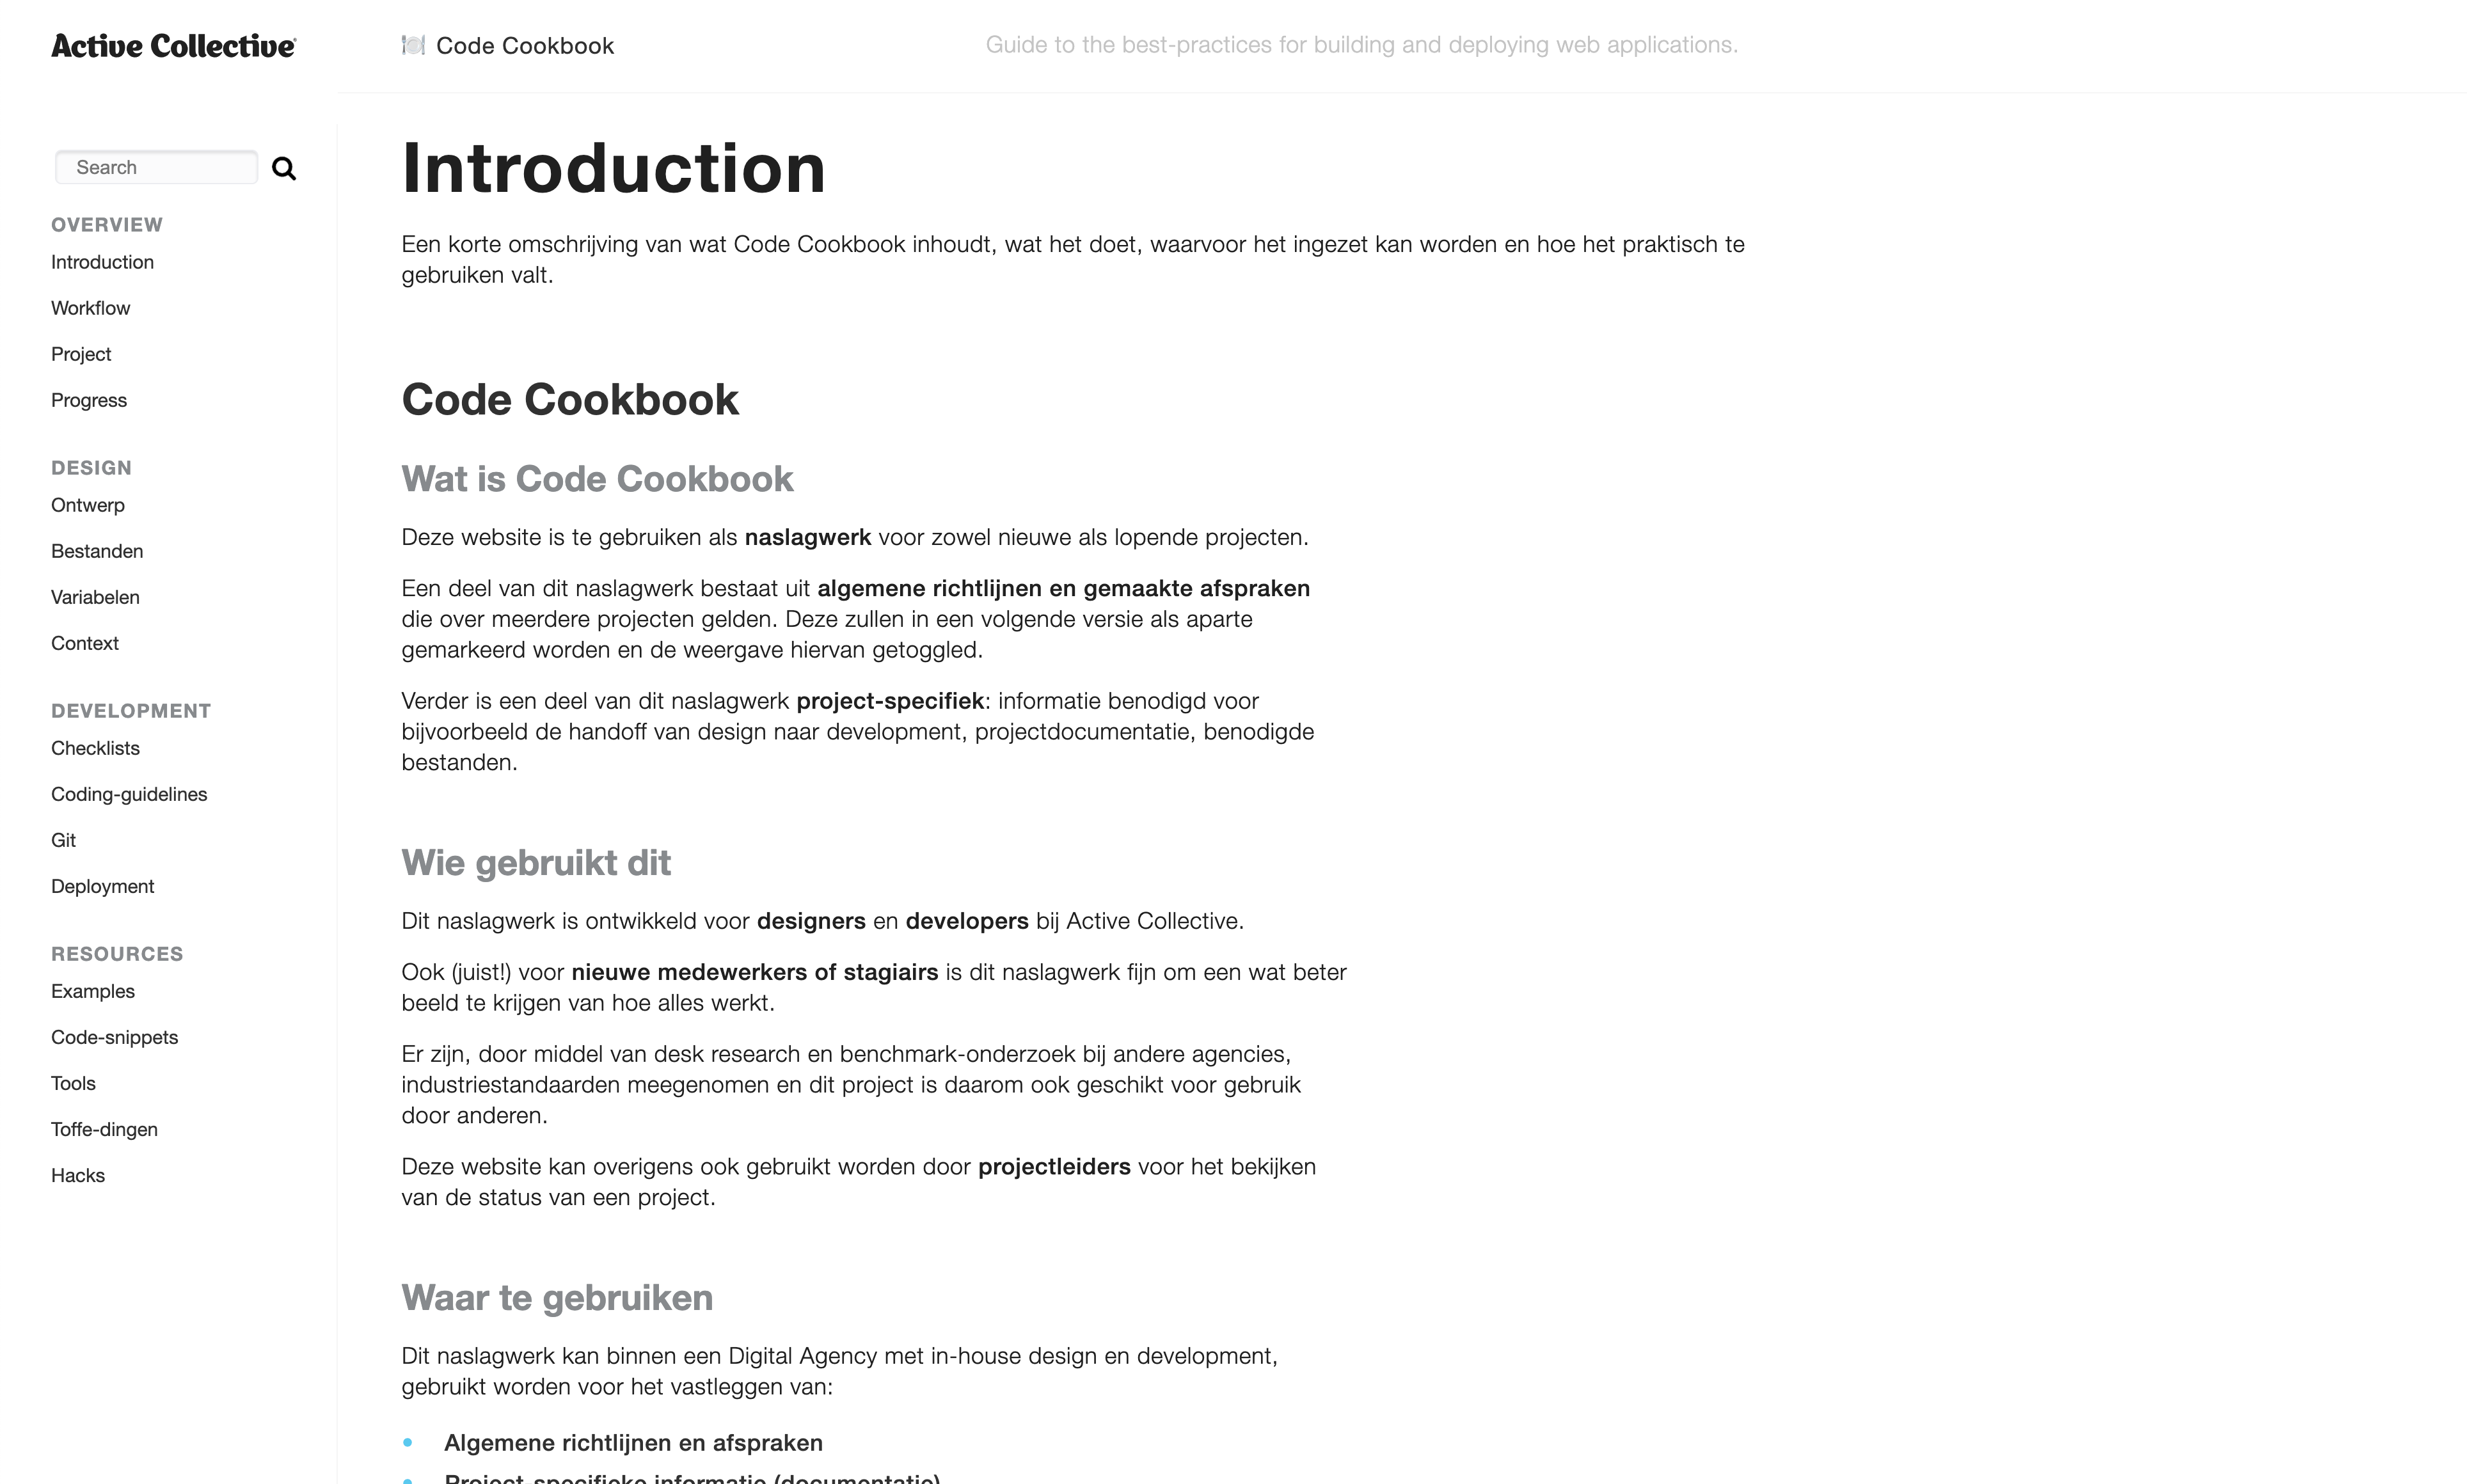 Active Collective
🍽️ Code Cookbook
Guide to the best-practices for building and deploying web applications.
Search
OVERVIEW
Introduction
Workflow
Project
Progress
DESIGN
Ontwerp
Bestanden
Variabelen
Context
DEVELOPMENT
Checklists
Coding-guidelines
Git
Deployment
RESOURCES
Examples
Code-snippets
Tools
Toffe-dingen
Hacks
Introduction
Een korte omschrijving van wat Code Cookbook inhoudt, wat het doet, waarvoor het ingezet kan worden en hoe het praktisch te
gebruiken valt.
Code Cookbook
Wat is Code Cookbook
Deze website is te gebruiken als naslagwerk voor zowel nieuwe als lopende projecten.
Een deel van dit naslagwerk bestaat uit algemene richtlijnen en gemaakte afspraken
die over meerdere projecten gelden. Deze zullen in een volgende versie als aparte
gemarkeerd worden en de weergave hiervan getoggled.
Verder is een deel van dit naslagwerk project-specifiek: informatie benodigd voor
bijvoorbeeld de handoff van design naar development, projectdocumentatie, benodigde
bestanden.
Wie gebruikt dit
Dit naslagwerk is ontwikkeld voor designers en developers bij Active Collective.
Ook (juist!) voor nieuwe medewerkers of stagiairs is dit naslagwerk fijn om een wat beter
beeld te krijgen van hoe alles werkt.
Er zijn, door middel van desk research en benchmark-onderzoek bij andere agencies,
industriestandaarden meegenomen en dit project is daarom ook geschikt voor gebruik
door anderen.
Deze website kan overigens ook gebruikt worden door projectleiders voor het bekijken
van de status van een project.
Waar te gebruiken
Dit naslagwerk kan binnen een Digital Agency met in-house design en development,
gebruikt worden voor het vastleggen van:
• Algemene richtlijnen en afspraken
• Project-specifieke informatie (documentatie)